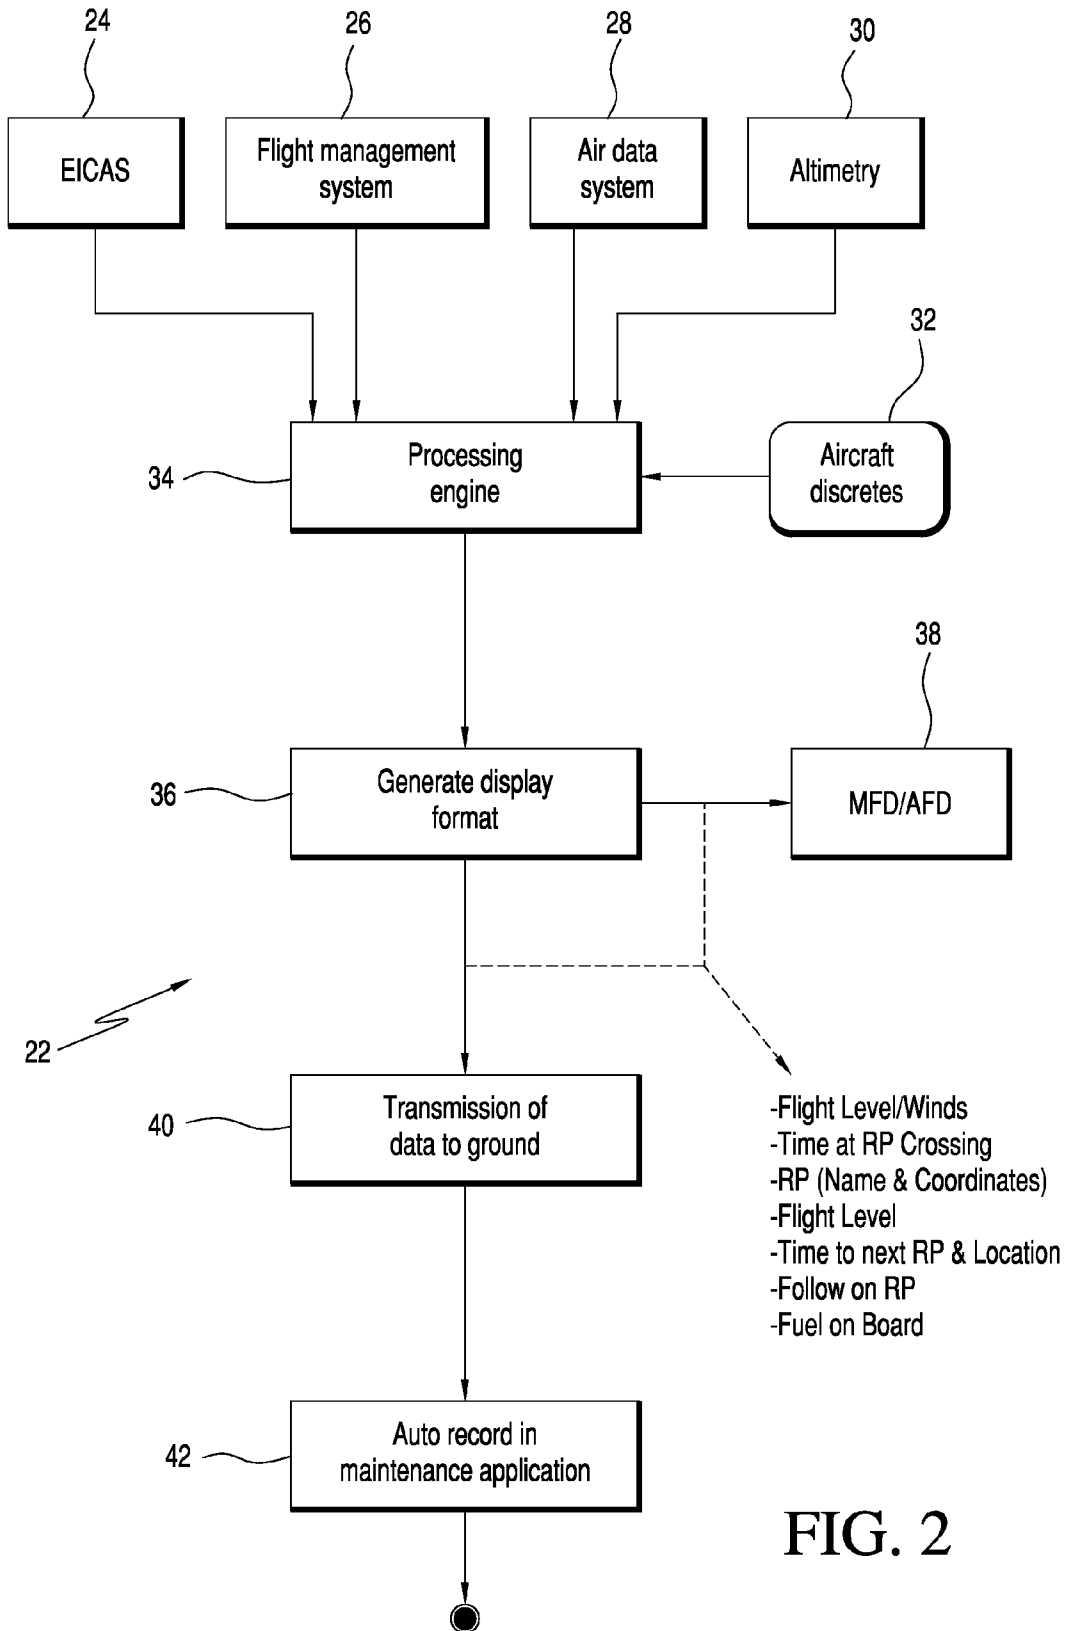 24
26
28
30
EICAS
Flight management
system
Air data
system
Altimetry
32
Processing
engine
34
Aircraft
discretes
38
Generate display
format
36
MFD/AFD
22
Transmission of
data to ground
40
-Flight Level/Winds
-Time at RP Crossing
-RP (Name & Coordinates)
-Flight Level
-Time to next RP & Location
-Follow on RP
-Fuel on Board
Auto record in
maintenance application
42
FIG. 2